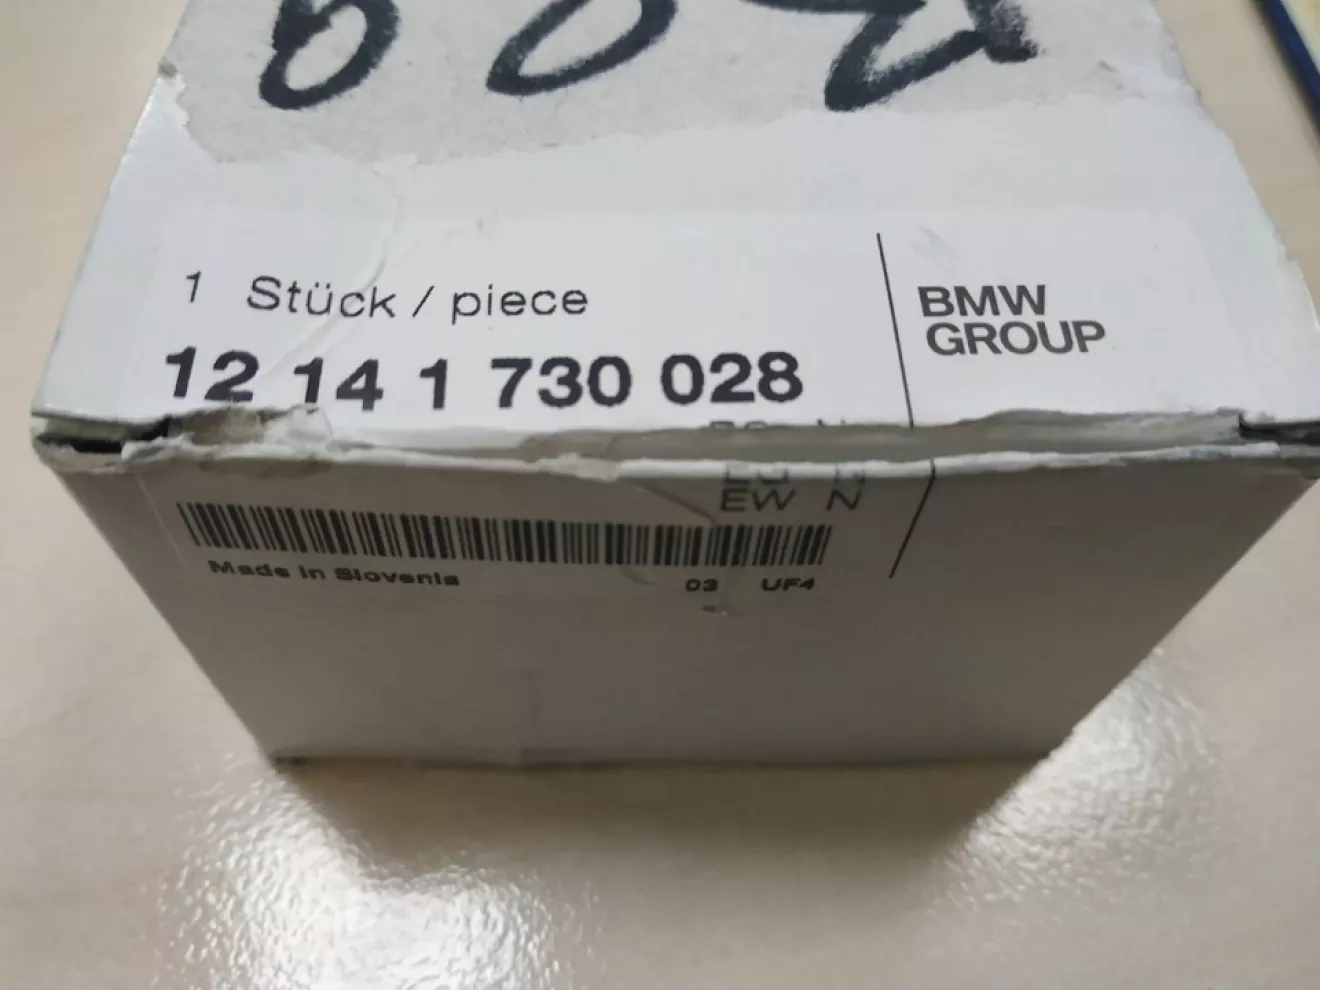 1 Stück / piece
12 14 1 730 028
BMW
GROUP
EW N
Made in Slovenia
03 UF4